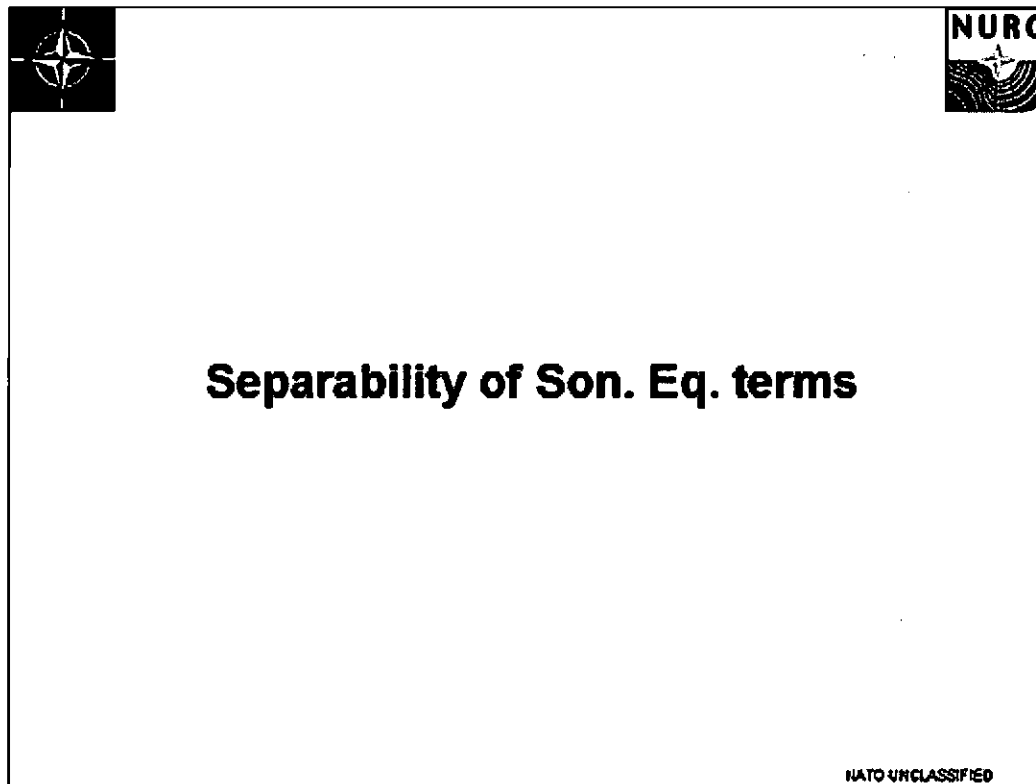 NURC
Separability of Son. Eq. terms
NATO UNCLASSIFIED